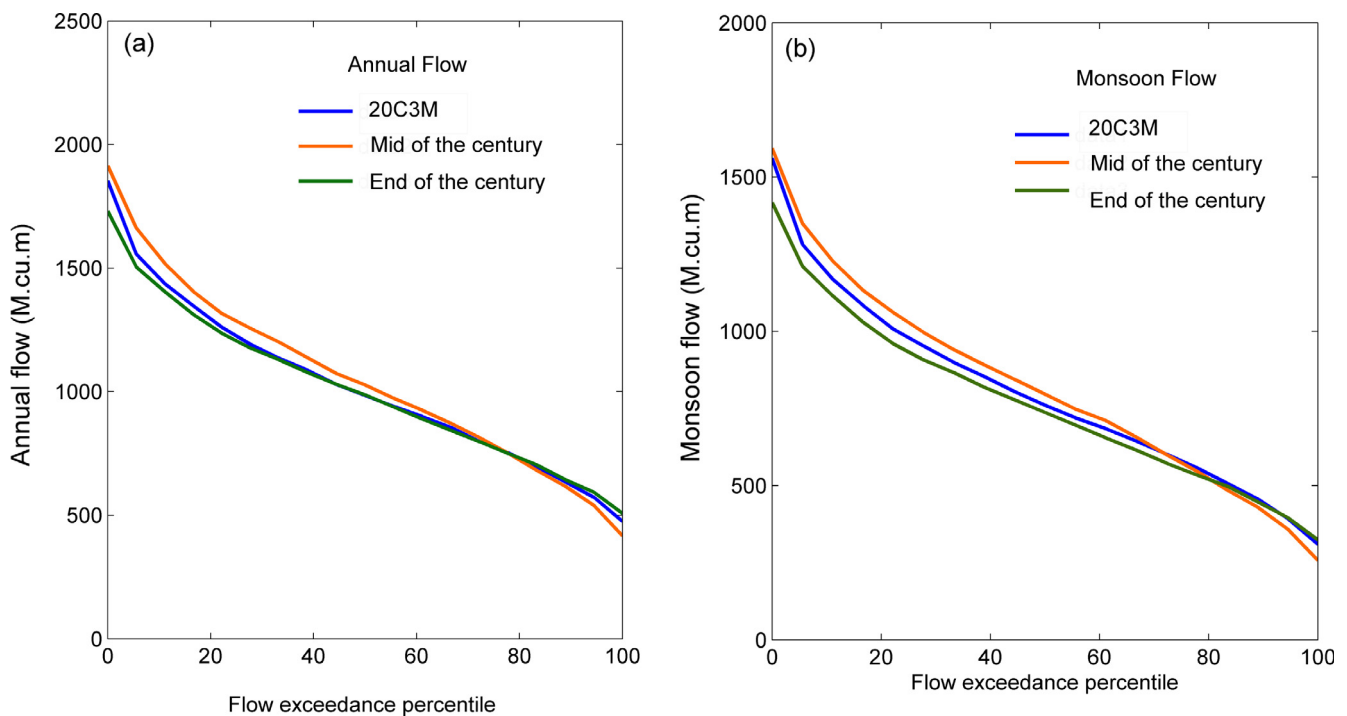 (a)
Annual Flow
20C3M
Mid of the century
End of the century
2500
2000
1500
1000
500
0
Annual flow (M.cu.m)
0 20 40 60 80 100
Flow exceedance percentile
(b)
Monsoon Flow
20C3M
Mid of the century
End of the century
2000
1500
1000
500
0
Monsoon flow (M.cu.m)
0 20 40 60 80 100
Flow exceedance percentile